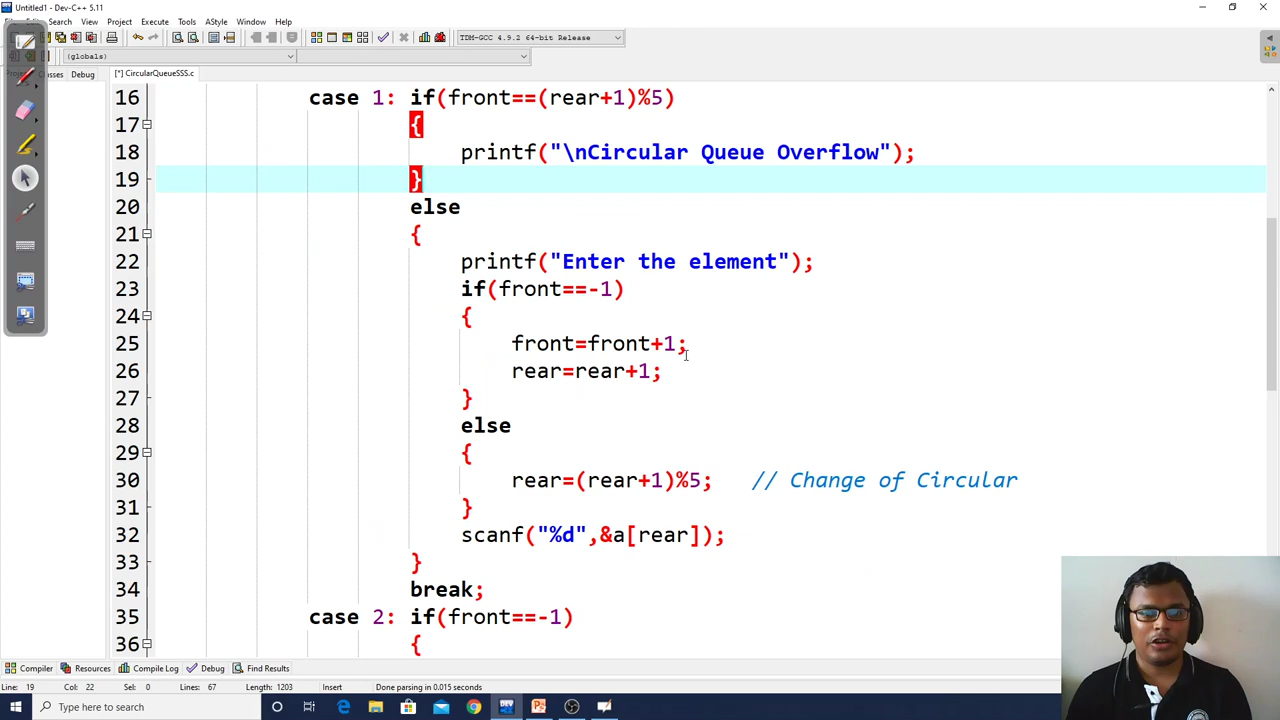 Untitled1 - Dev-C++ 5.11
Search View Project Execute Tools AStyle Window Help
TDM-GCC 4.9.2 64-bit Release
(globals)
Debug
[*] CircularQueueSSS.c
16 case 1: if(front==(rear+1)%5)
17 {
18 printf("\nCircular Queue Overflow");
19 }
20 else
21 {
22 printf("Enter the element");
23 if(front==-1)
24 {
25 front=front+1;
26 rear=rear+1;
27 }
28 else
29 {
30 rear=(rear+1)%5; // Change of Circular
31 }
32 scanf("%d",&a[rear]);
33 }
34 break;
35 case 2: if(front==-1)
36 {
Compiler Resources Compile Log Debug Find Results
Line: 19 Col: 22 Sel: 0 Lines: 67 Length: 1203 Insert Done parsing in 0.015 seconds
Type here to search